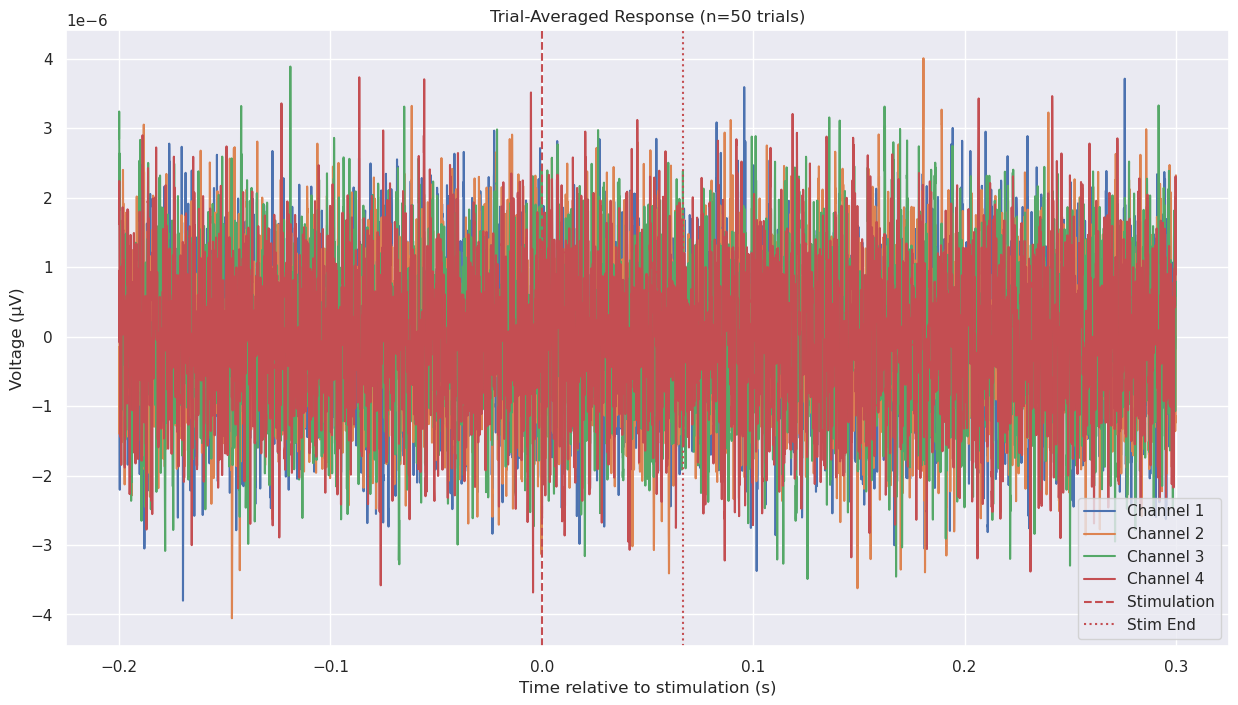 Trial-Averaged Response (n=50 trials)
1e−6
4
3
2
1
0
−1
−2
−3
−4
Voltage (µV)
−0.2
−0.1
0.0
0.1
0.2
0.3
Time relative to stimulation (s)
Channel 1
Channel 2
Channel 3
Channel 4
Stimulation
Stim End